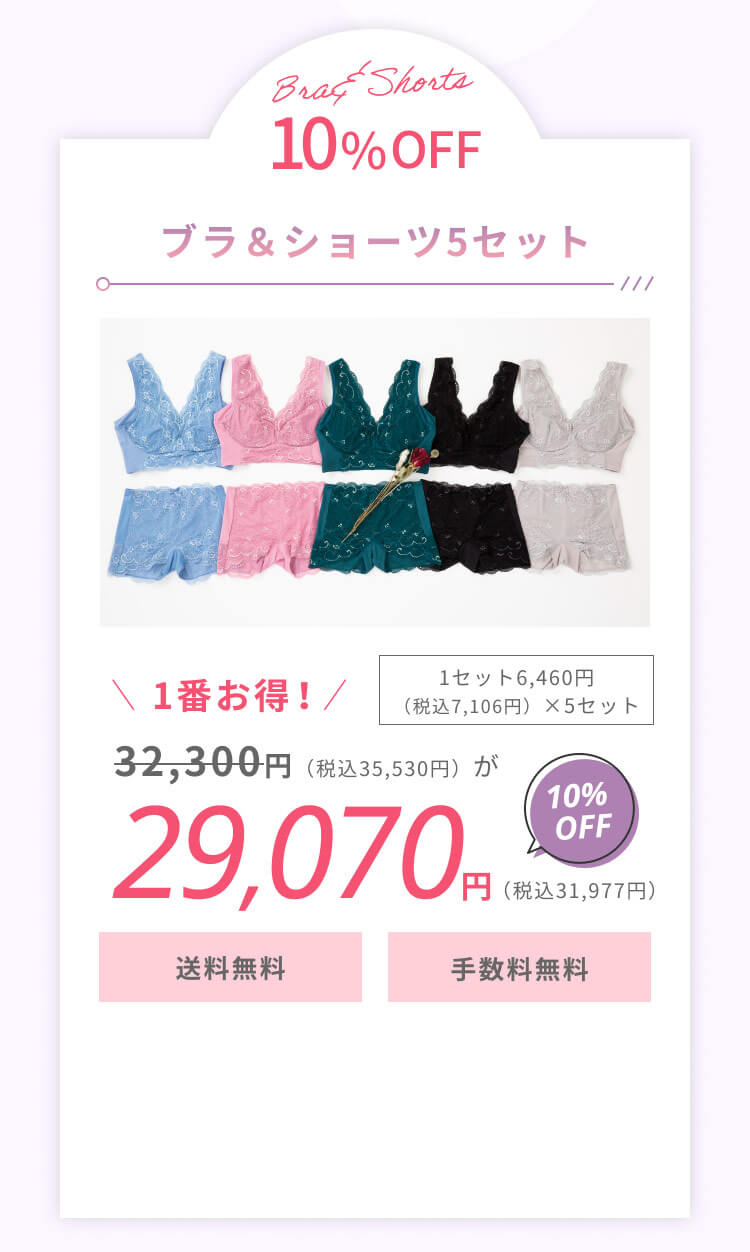 Bra & Shorts
10%OFF
ブラ＆ショーツ5セット
1番お得！
1セット6,460円
（税込7,106円）×5セット
32,300円（税込35,530円）が
10%
OFF
29,070円（税込31,977円）
送料無料
手数料無料